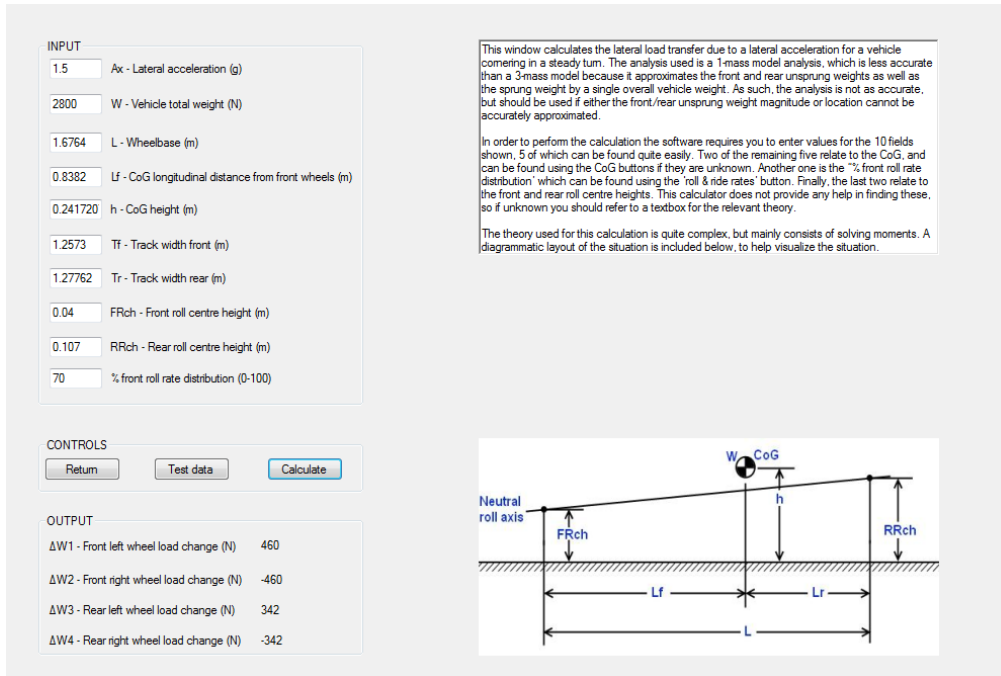 INPUT
1.5 Ax - Lateral acceleration (g)
2800 W - Vehicle total weight (N)
1.6764 L - Wheelbase (m)
0.8382 Lf - CoG longitudinal distance from front wheels (m)
0.241720 h - CoG height (m)
1.2573 Tf - Track width front (m)
1.27762 Tr - Track width rear (m)
0.04 FRch - Front roll centre height (m)
0.107 RRch - Rear roll centre height (m)
70 % front roll rate distribution (0-100)
CONTROLS
Return Test data Calculate
OUTPUT
ΔW1 - Front left wheel load change (N) 460
ΔW2 - Front right wheel load change (N) -460
ΔW3 - Rear left wheel load change (N) 342
ΔW4 - Rear right wheel load change (N) -342
This window calculates the lateral load transfer due to a lateral acceleration for a vehicle
cornering in a steady turn. The analysis used is a 1-mass model analysis, which is less accurate
than a 3-mass model because it approximates the front and rear unsprung weights as well as
the sprung weight by a single overall vehicle weight. As such, the analysis is not as accurate,
but should be used if either the front/rear unsprung weight magnitude or location cannot be
accurately approximated.
In order to perform the calculation the software requires you to enter values for the 10 fields
shown, 5 of which can be found quite easily. Two of the remaining five relate to the CoG, and
can be found using the CoG buttons if they are unknown. Another one is the "% front roll rate
distribution' which can be found using the 'roll & ride rates' button. Finally, the last two relate to
the front and rear roll centre heights. This calculator does not provide any help in finding these,
so if unknown you should refer to a textbox for the relevant theory.
The theory used for this calculation is quite complex, but mainly consists of solving moments. A
diagrammatic layout of the situation is included below, to help visualize the situation.
W CoG
Neutral
roll axis
h
FRch
RRch
Lf
Lr
L